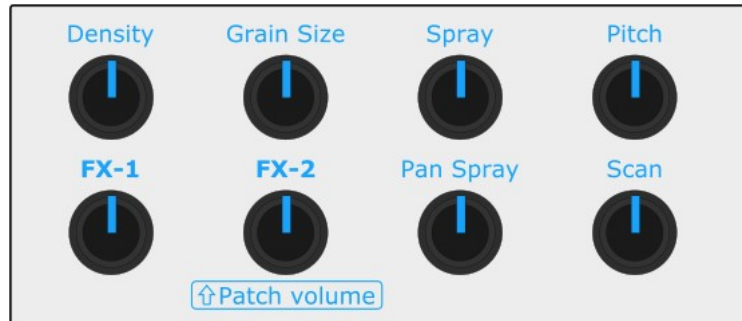 Density Grain Size Spray Pitch
FX-1 FX-2 Pan Spray Scan
⇧Patch volume